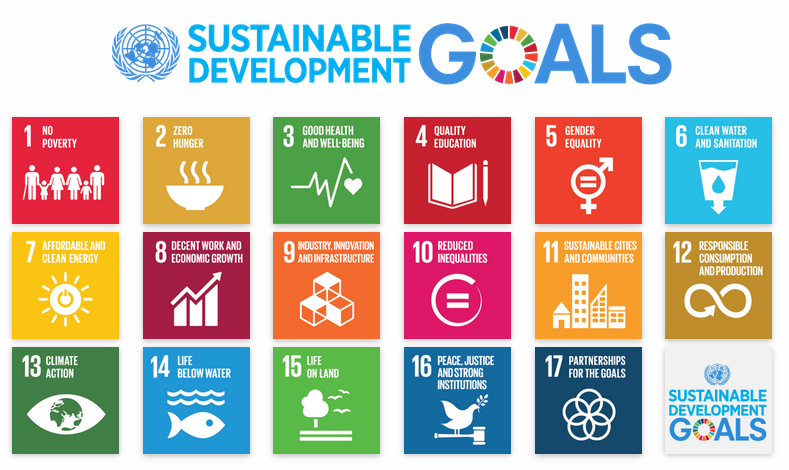 SUSTAINABLE
DEVELOPMENT
GOALS
1 NO
POVERTY
2 ZERO
HUNGER
3 GOOD HEALTH
AND WELL-BEING
4 QUALITY
EDUCATION
5 GENDER
EQUALITY
6 CLEAN WATER
AND SANITATION
7 AFFORDABLE AND
CLEAN ENERGY
8 DECENT WORK AND
ECONOMIC GROWTH
9 INDUSTRY, INNOVATION
AND INFRASTRUCTURE
10 REDUCED
INEQUALITIES
11 SUSTAINABLE CITIES
AND COMMUNITIES
12 RESPONSIBLE
CONSUMPTION
AND PRODUCTION
13 CLIMATE
ACTION
14 LIFE
BELOW WATER
15 LIFE
ON LAND
16 PEACE, JUSTICE
AND STRONG
INSTITUTIONS
17 PARTNERSHIPS
FOR THE GOALS
SUSTAINABLE
DEVELOPMENT
GOALS